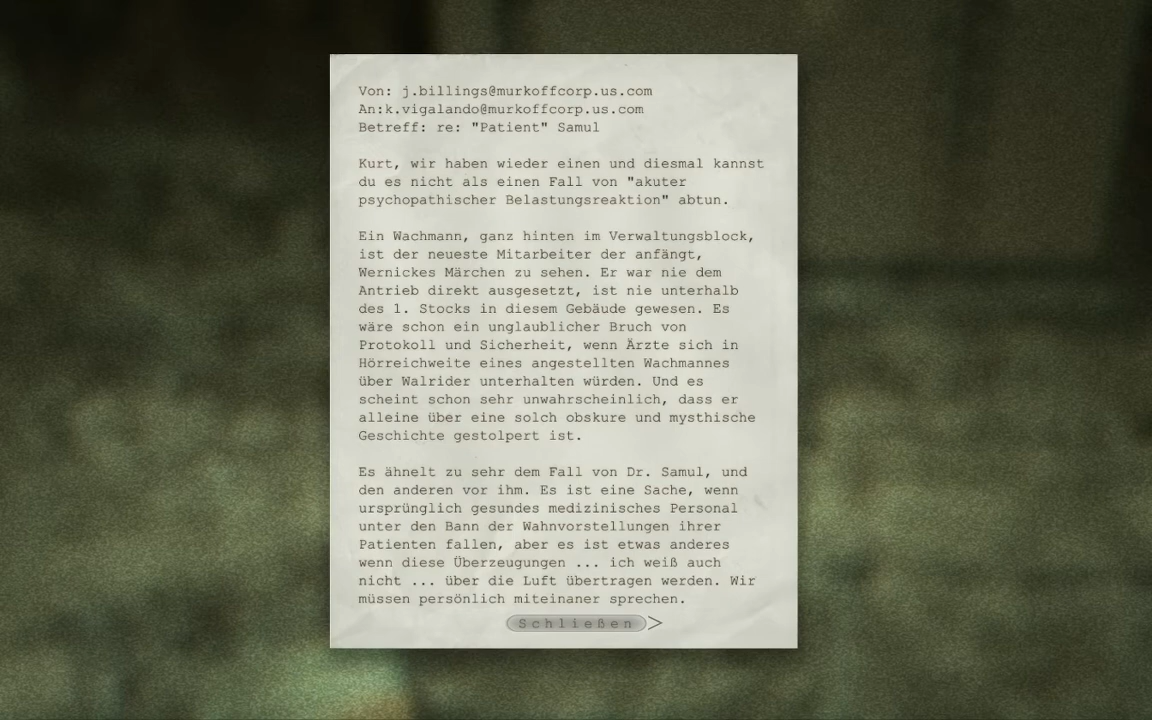 Von: j.billings@murkoffcorp.us.com
An:k.vigalando@murkoffcorp.us.com
Betreff: re: "Patient" Samul
Kurt, wir haben wieder einen und diesmal kannst
du es nicht als einen Fall von "akuter
psychopathischer Belastungsreaktion" abtun.
Ein Wachmann, ganz hinten im Verwaltungsblock,
ist der neueste Mitarbeiter der anfängt,
Wernickes Märchen zu sehen. Er war nie dem
Antrieb direkt ausgesetzt, ist nie unterhalb
des 1. Stocks in diesem Gebäude gewesen. Es
wäre schon ein unglaublicher Bruch von
Protokoll und Sicherheit, wenn Ärzte sich in
Hörreichweite eines angestellten Wachmannes
über Walrider unterhalten würden. Und es
scheint schon sehr unwahrscheinlich, dass er
alleine über eine solch obskure und mysthische
Geschichte gestolpert ist.
Es ähnelt zu sehr dem Fall von Dr. Samul, und
den anderen vor ihm. Es ist eine Sache, wenn
ursprünglich gesundes medizinisches Personal
unter den Bann der Wahnvorstellungen ihrer
Patienten fallen, aber es ist etwas anderes
wenn diese Überzeugungen ... ich weiß auch
nicht ... über die Luft übertragen werden. Wir
müssen persönlich miteinaner sprechen.
Schließen